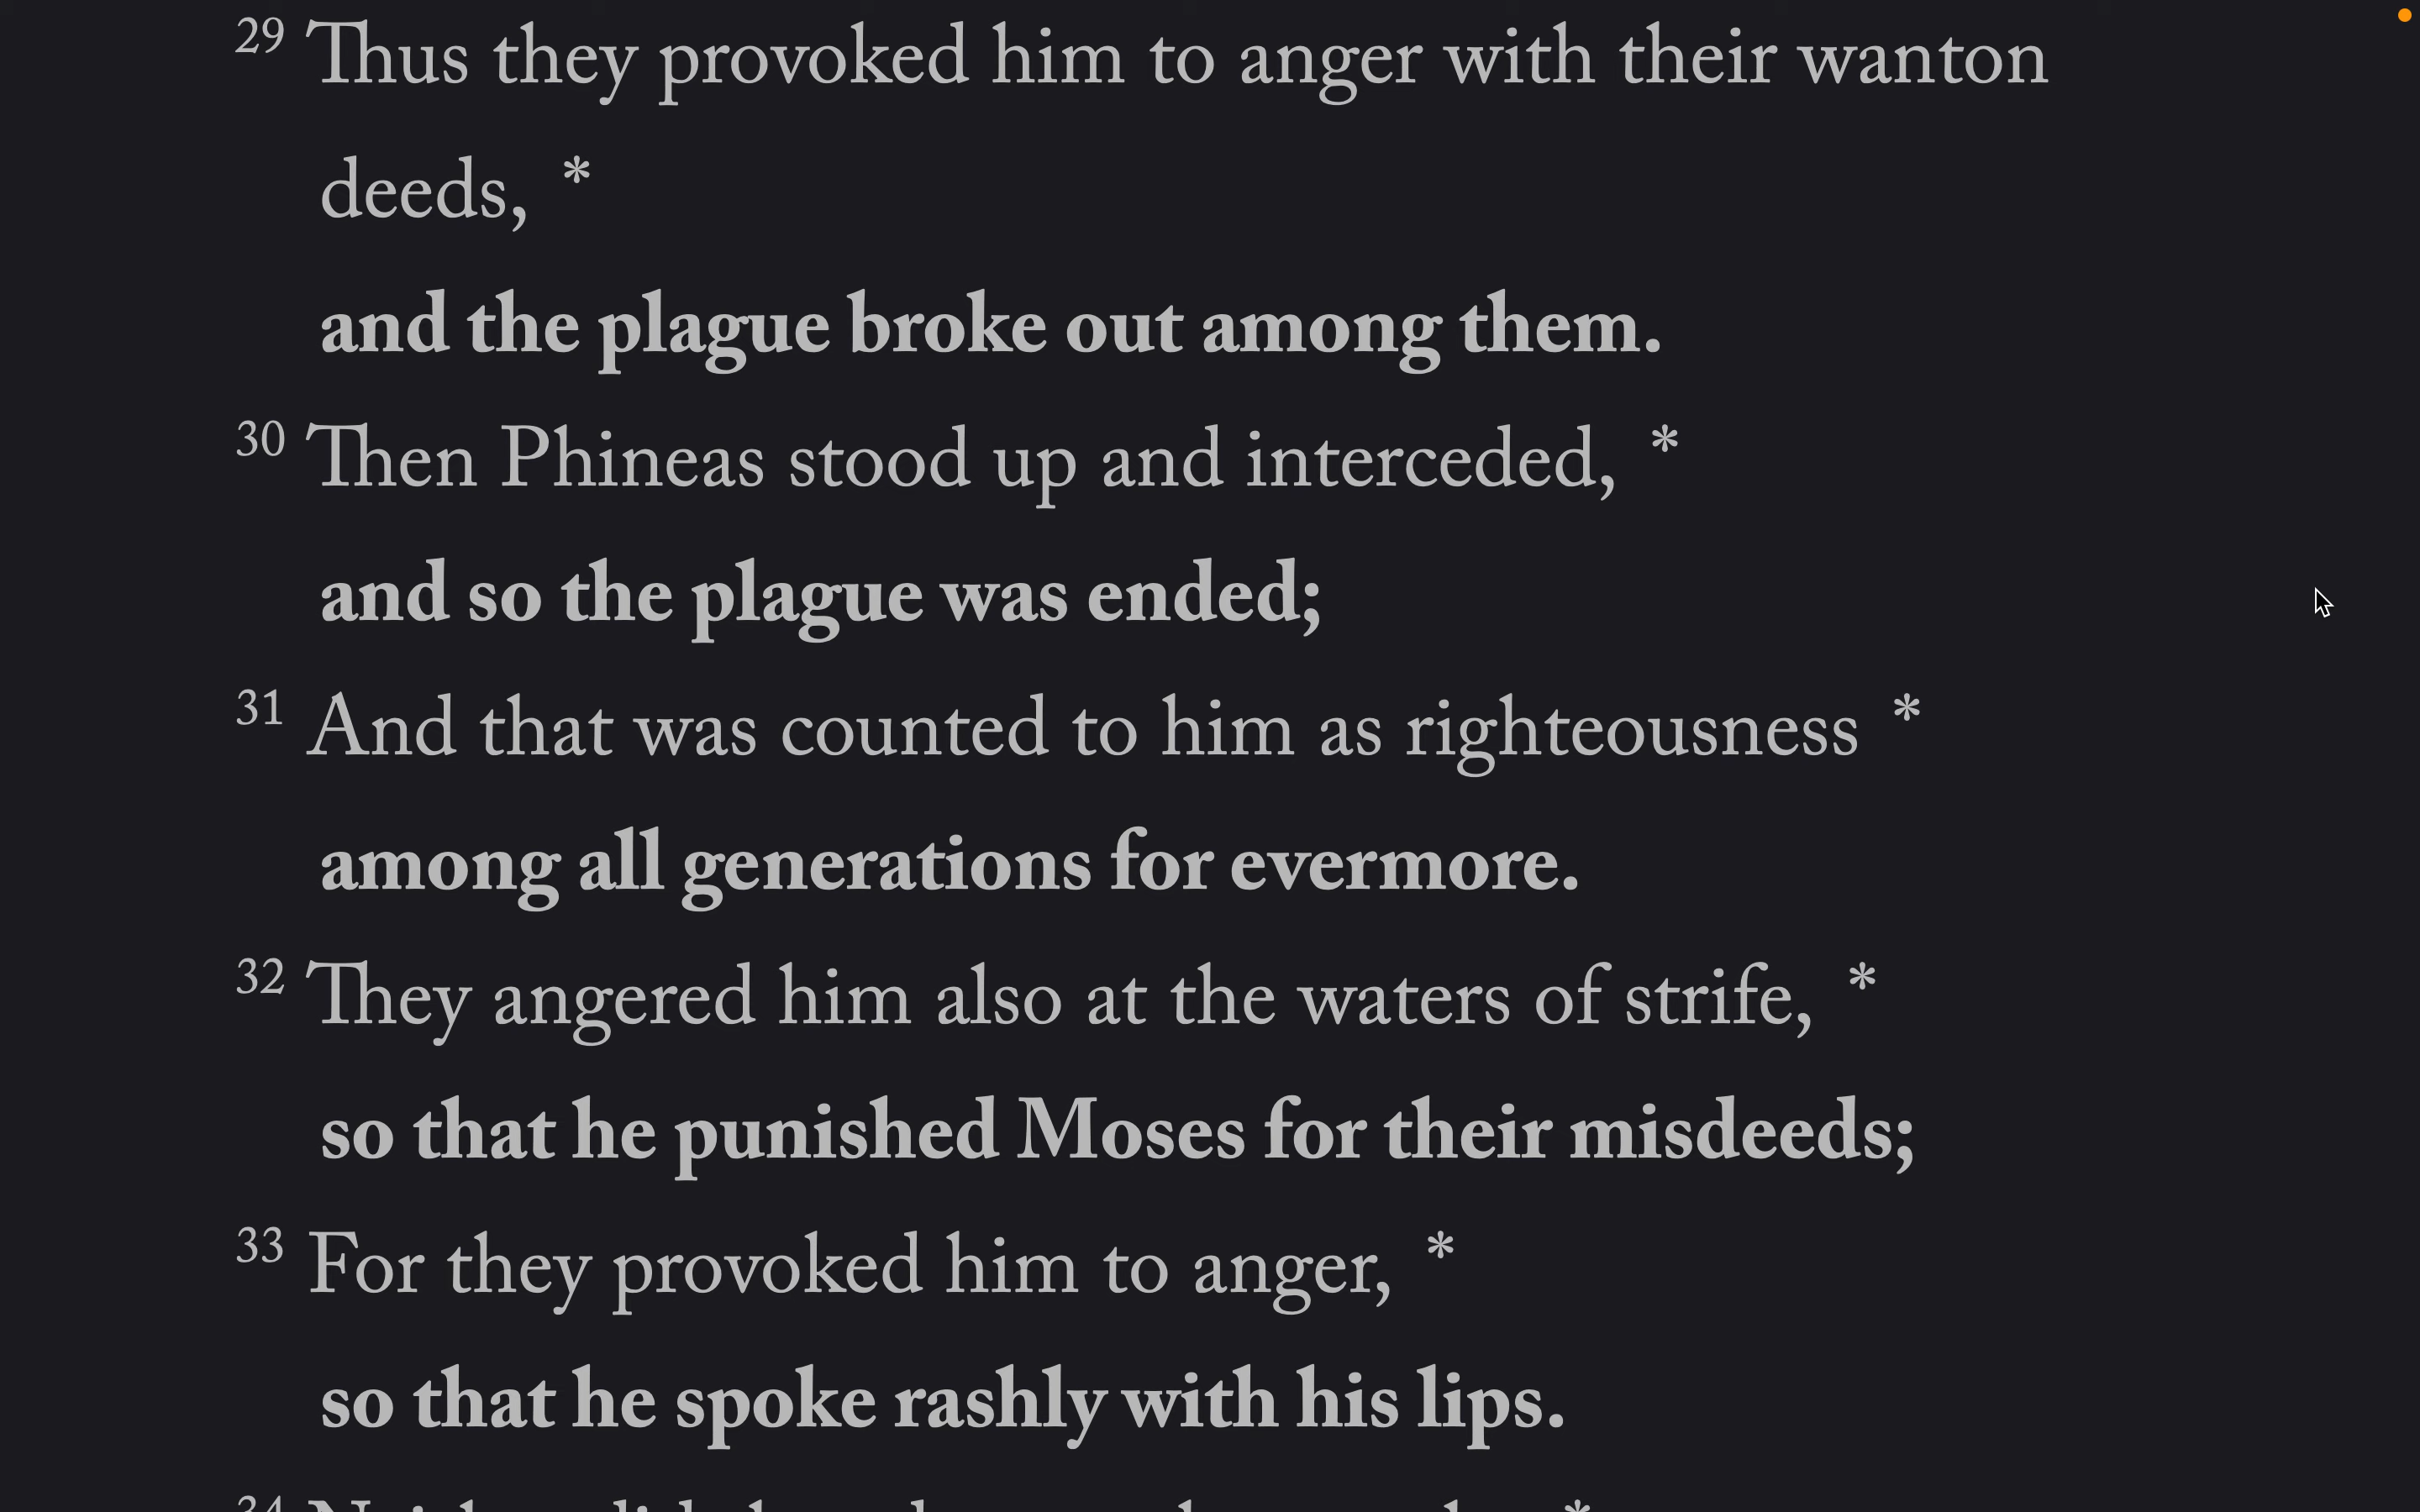 29 Thus they provoked him to anger with their wanton
deeds, *
and the plague broke out among them.
30 Then Phineas stood up and interceded, *
and so the plague was ended;
31 And that was counted to him as righteousness *
among all generations for evermore.
32 They angered him also at the waters of strife, *
so that he punished Moses for their misdeeds;
33 For they provoked him to anger, *
so that he spoke rashly with his lips.
34